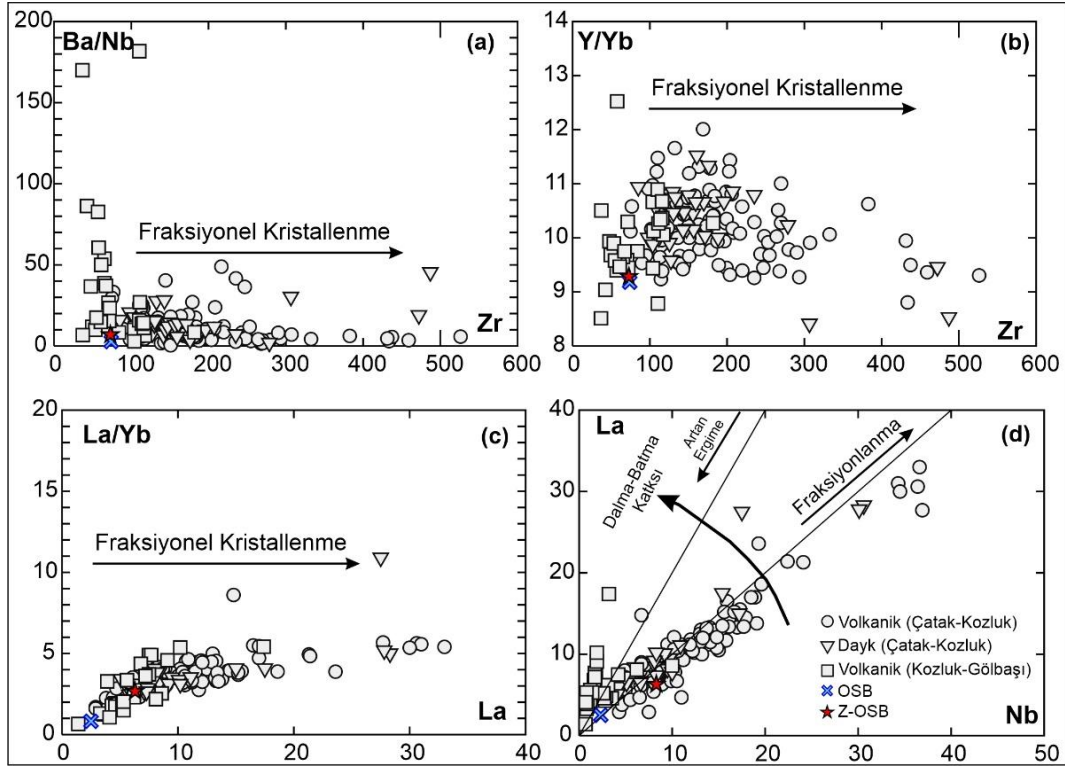 Ba/Nb
(a)
200
150
100
50
0
Fraksiyonel Kristallenme
Zr
0
100
200
300
400
500
600
Y/Yb
(b)
14
13
12
11
10
9
8
Fraksiyonel Kristallenme
Zr
0
100
200
300
400
500
600
La/Yb
(c)
20
15
10
5
0
Fraksiyonel Kristallenme
La
0
10
20
30
40
La
(d)
40
30
20
10
0
Artan
Ergime
Dalma-Batma
Katksı
Fraksiyonlanma
Volkanik (Çatak-Kozluk)
Dayk (Çatak-Kozluk)
Volkanik (Kozluk-Gölbaşı)
OSB
Z-OSB
Nb
0
10
20
30
40
50